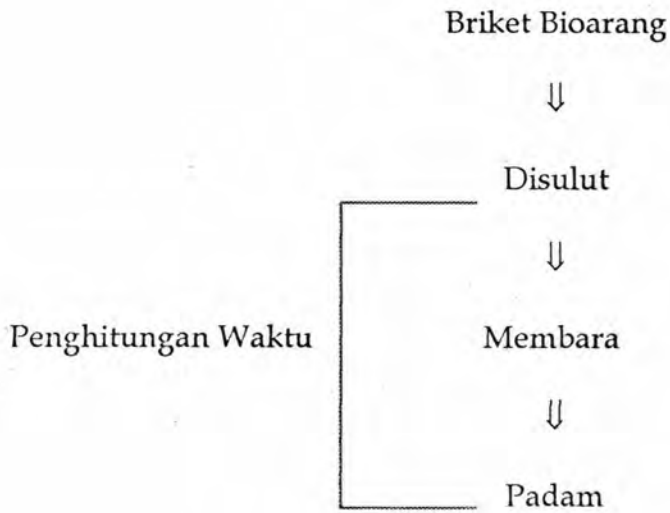 Briket Bioarang
⇓
Disulut
⇓
Penghitungan Waktu Membara
⇓
Padam